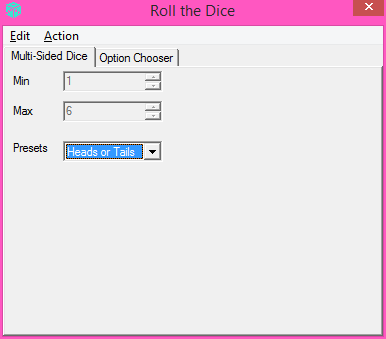 Roll the Dice
Edit Action
Multi-Sided Dice Option Chooser
Min 1
Max 6
Presets Heads or Tails